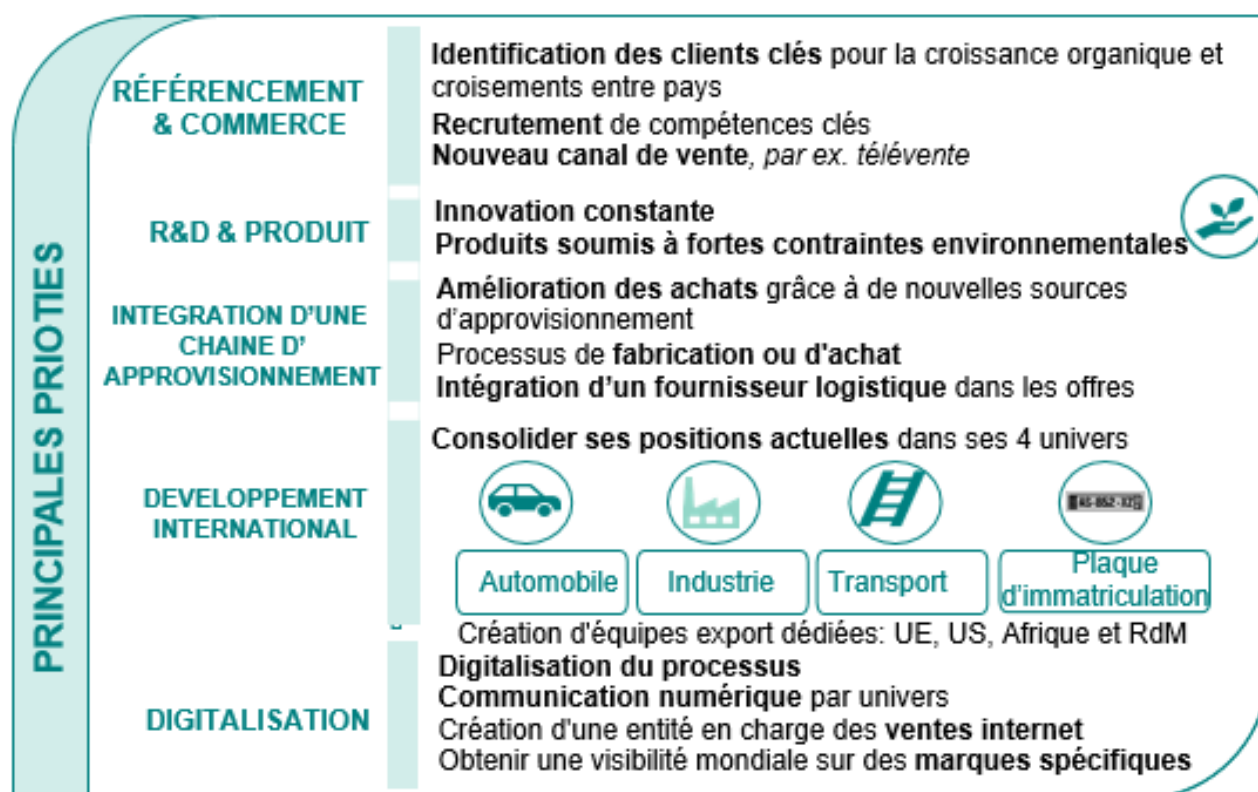 PRINCIPALES PRIOTIES
RÉFÉRENCEMENT
& COMMERCE
Identification des clients clés pour la croissance organique et
croisements entre pays
Recrutement de compétences clés
Nouveau canal de vente, par ex. télévente
R&D & PRODUIT
Innovation constante
Produits soumis à fortes contraintes environnementales
INTEGRATION D'UNE
CHAINE D'
APPROVISIONNEMENT
Amélioration des achats grâce à de nouvelles sources
d'approvisionnement
Processus de fabrication ou d'achat
Intégration d'un fournisseur logistique dans les offres
DEVELOPPEMENT
INTERNATIONAL
Consolider ses positions actuelles dans ses 4 univers
Automobile
Industrie
Transport
Plaque
d'immatriculation
Création d'équipes export dédiées: UE, US, Afrique et RdM
DIGITALISATION
Digitalisation du processus
Communication numérique par univers
Création d'une entité en charge des ventes internet
Obtenir une visibilité mondiale sur des marques spécifiques